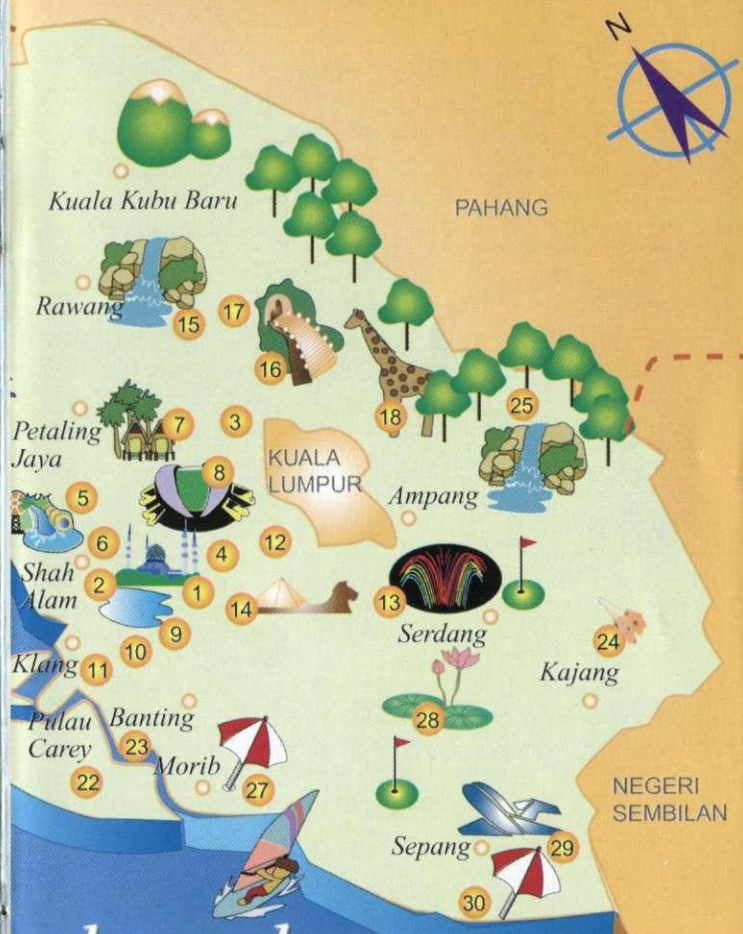 N
Kuala Kubu Baru
PAHANG
Rawang
15
17
16
18
25
Petaling
Jaya
7
3
8
KUALA
LUMPUR
Ampang
5
6
4
12
Shah
Alam
2
1
14
13
9
Serdang
24
10
Klang
11
Kajang
28
Pulau
Carey
Banting
23
Morib
22
27
NEGERI
SEMBILAN
Sepang
29
30